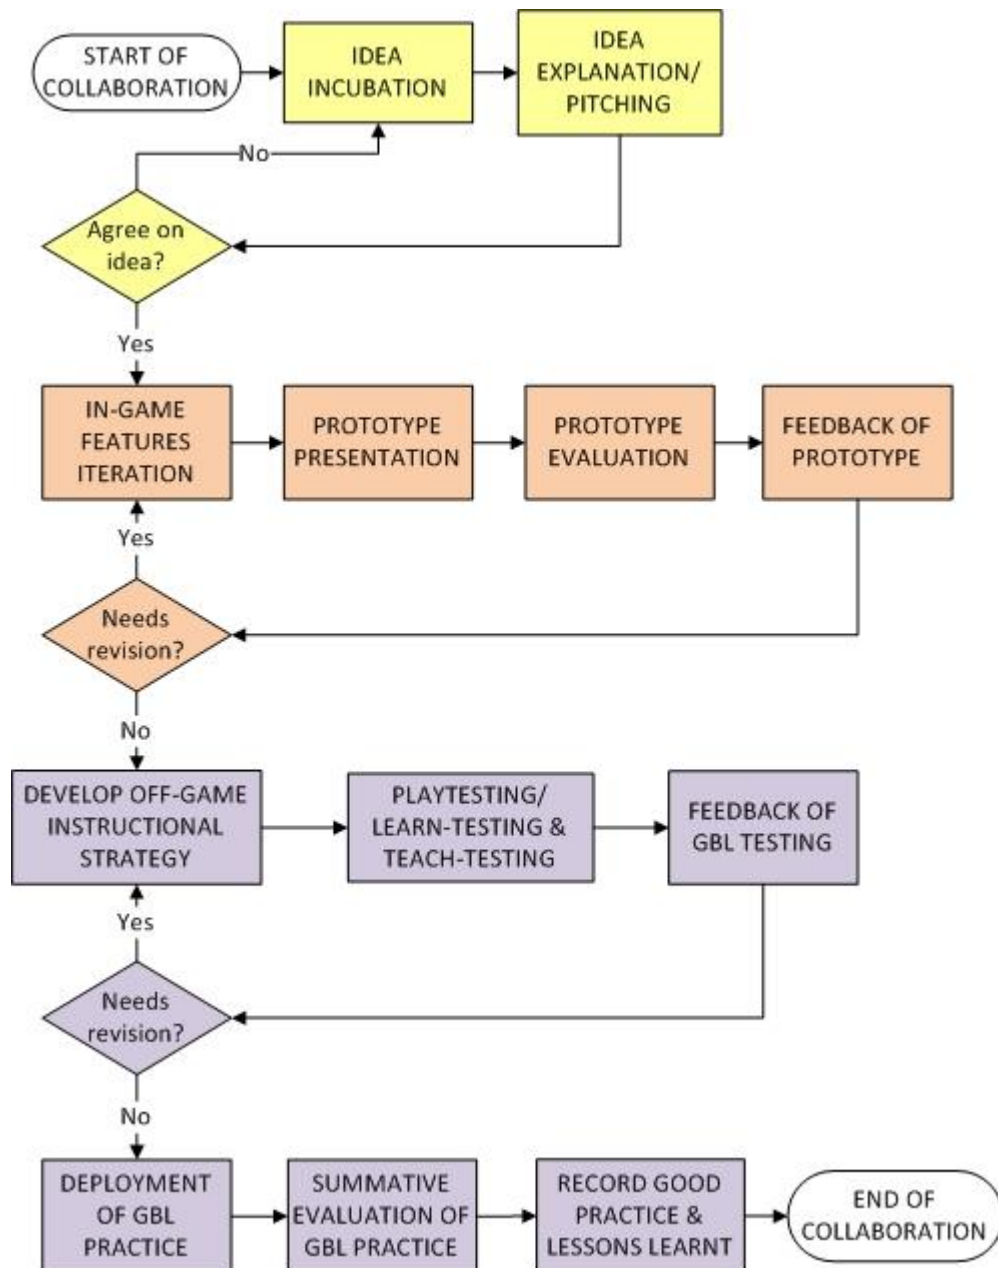 START OF
COLLABORATION
IDEA
INCUBATION
IDEA
EXPLANATION/
PITCHING
No
Agree on
idea?
Yes
IN-GAME
FEATURES
ITERATION
PROTOTYPE
PRESENTATION
PROTOTYPE
EVALUATION
FEEDBACK OF
PROTOTYPE
Yes
Needs
revision?
No
DEVELOP OFF-GAME
INSTRUCTIONAL
STRATEGY
PLAYTESTING/
LEARN-TESTING &
TEACH-TESTING
FEEDBACK OF
GBL TESTING
Yes
Needs
revision?
No
DEPLOYMENT
OF GBL
PRACTICE
SUMMATIVE
EVALUATION OF
GBL PRACTICE
RECORD GOOD
PRACTICE &
LESSONS LEARNT
END OF
COLLABORATION